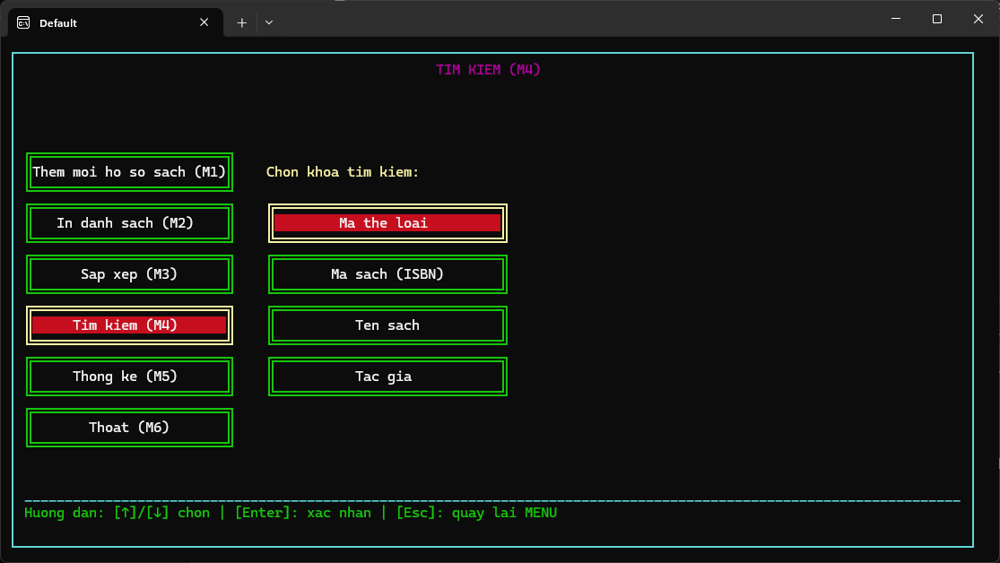 Default
TIM KIEM (M4)
Them moi ho so sach (M1)
In danh sach (M2)
Sap xep (M3)
Tim kiem (M4)
Thong ke (M5)
Thoat (M6)
Chon khoa tim kiem:
Ma the loai
Ma sach (ISBN)
Ten sach
Tac gia
Huong dan: [↑]/[↓] chon | [Enter]: xac nhan | [Esc]: quay lai MENU